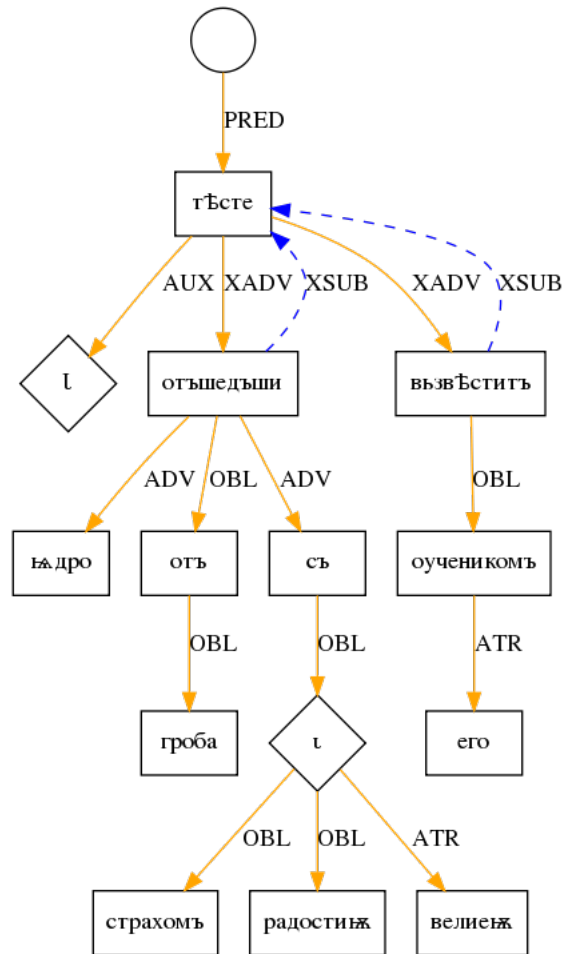 PRED
тѢсте
AUX XADV XSUB XADV XSUB
Ɩ отъшедъши вьзвѢститъ
ADV OBL ADV OBL
ѩдро отъ съ оученикомъ
OBL OBL ATR
гроба ι его
OBL OBL ATR
страхомъ радостиѭ велиеѭ